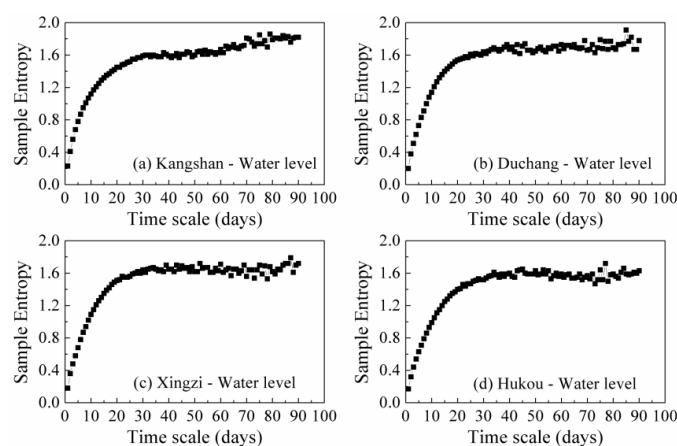 2.0
1.6
1.2
0.8
0.4
0.0
Sample Entropy
(a) Kangshan - Water level
0 10 20 30 40 50 60 70 80 90 100
Time scale (days)
2.0
1.6
1.2
0.8
0.4
0.0
Sample Entropy
(b) Duchang - Water level
0 10 20 30 40 50 60 70 80 90 100
Time scale (days)
2.0
1.6
1.2
0.8
0.4
0.0
Sample Entropy
(c) Xingzi - Water level
0 10 20 30 40 50 60 70 80 90 100
Time scale (days)
2.0
1.6
1.2
0.8
0.4
0.0
Sample Entropy
(d) Hukou - Water level
0 10 20 30 40 50 60 70 80 90 100
Time scale (days)